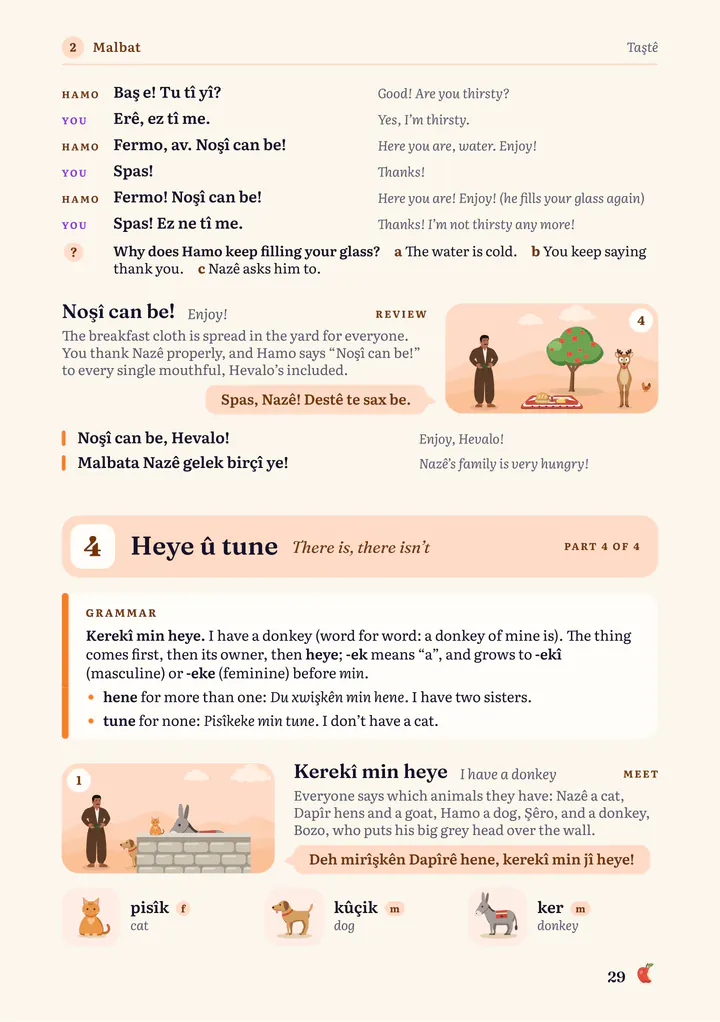 2 Malbat Taştê
HAMO Baş e! Tu tî yî? Good! Are you thirsty?
YOU Erê, ez tî me. Yes, I'm thirsty.
HAMO Fermo, av. Noşî can be! Here you are, water. Enjoy!
YOU Spas! Thanks!
HAMO Fermo! Noşî can be! Here you are! Enjoy! (he fills your glass again)
YOU Spas! Ez ne tî me. Thanks! I'm not thirsty any more!
? Why does Hamo keep filling your glass? a The water is cold. b You keep saying
thank you. c Nazê asks him to.
Noşî can be! Enjoy! REVIEW
The breakfast cloth is spread in the yard for everyone.
You thank Nazê properly, and Hamo says “Noşî can be!”
to every single mouthful, Hevalo's included.
Spas, Nazê! Destê te sax be.
4
Noşî can be, Hevalo! Enjoy, Hevalo!
Malbata Nazê gelek birçî ye! Nazê's family is very hungry!
4 Heye û tune There is, there isn't PART 4 OF 4
GRAMMAR
Kerekî min heye. I have a donkey (word for word: a donkey of mine is). The thing
comes first, then its owner, then heye; -ek means “a”, and grows to -ekî
(masculine) or -eke (feminine) before min.
• hene for more than one: Du xwişkên min hene. I have two sisters.
• tune for none: Pisîkeke min tune. I don't have a cat.
1
Kerekî min heye I have a donkey MEET
Everyone says which animals they have: Nazê a cat,
Dapîr hens and a goat, Hamo a dog, Şêro, and a donkey,
Bozo, who puts his big grey head over the wall.
Deh mirîşkên Dapîrê hene, kerekî min jî heye!
pisîk f kûçik m ker m
cat dog donkey
29